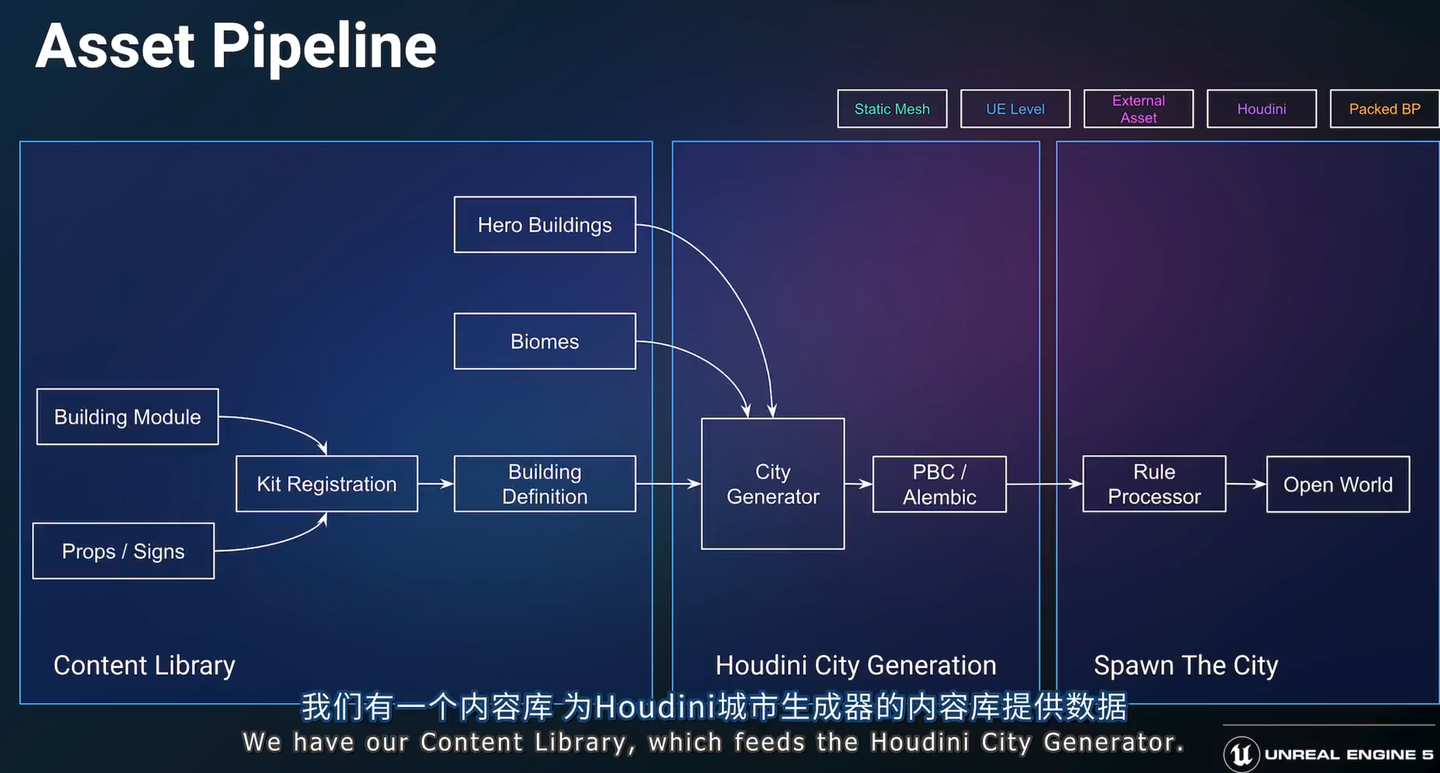 Asset Pipeline
Static Mesh
UE Level
External
Asset
Houdini
Packed BP
Hero Buildings
Biomes
Building Module
Kit Registration
Props / Signs
Building
Definition
City
Generator
PBC /
Alembic
Rule
Processor
Open World
Content Library
Houdini City Generation
Spawn The City
我们有一个内容库 为Houdini城市生成器的内容库提供数据
We have our Content Library, which feeds the Houdini City Generator.
UNREAL ENGINE 5